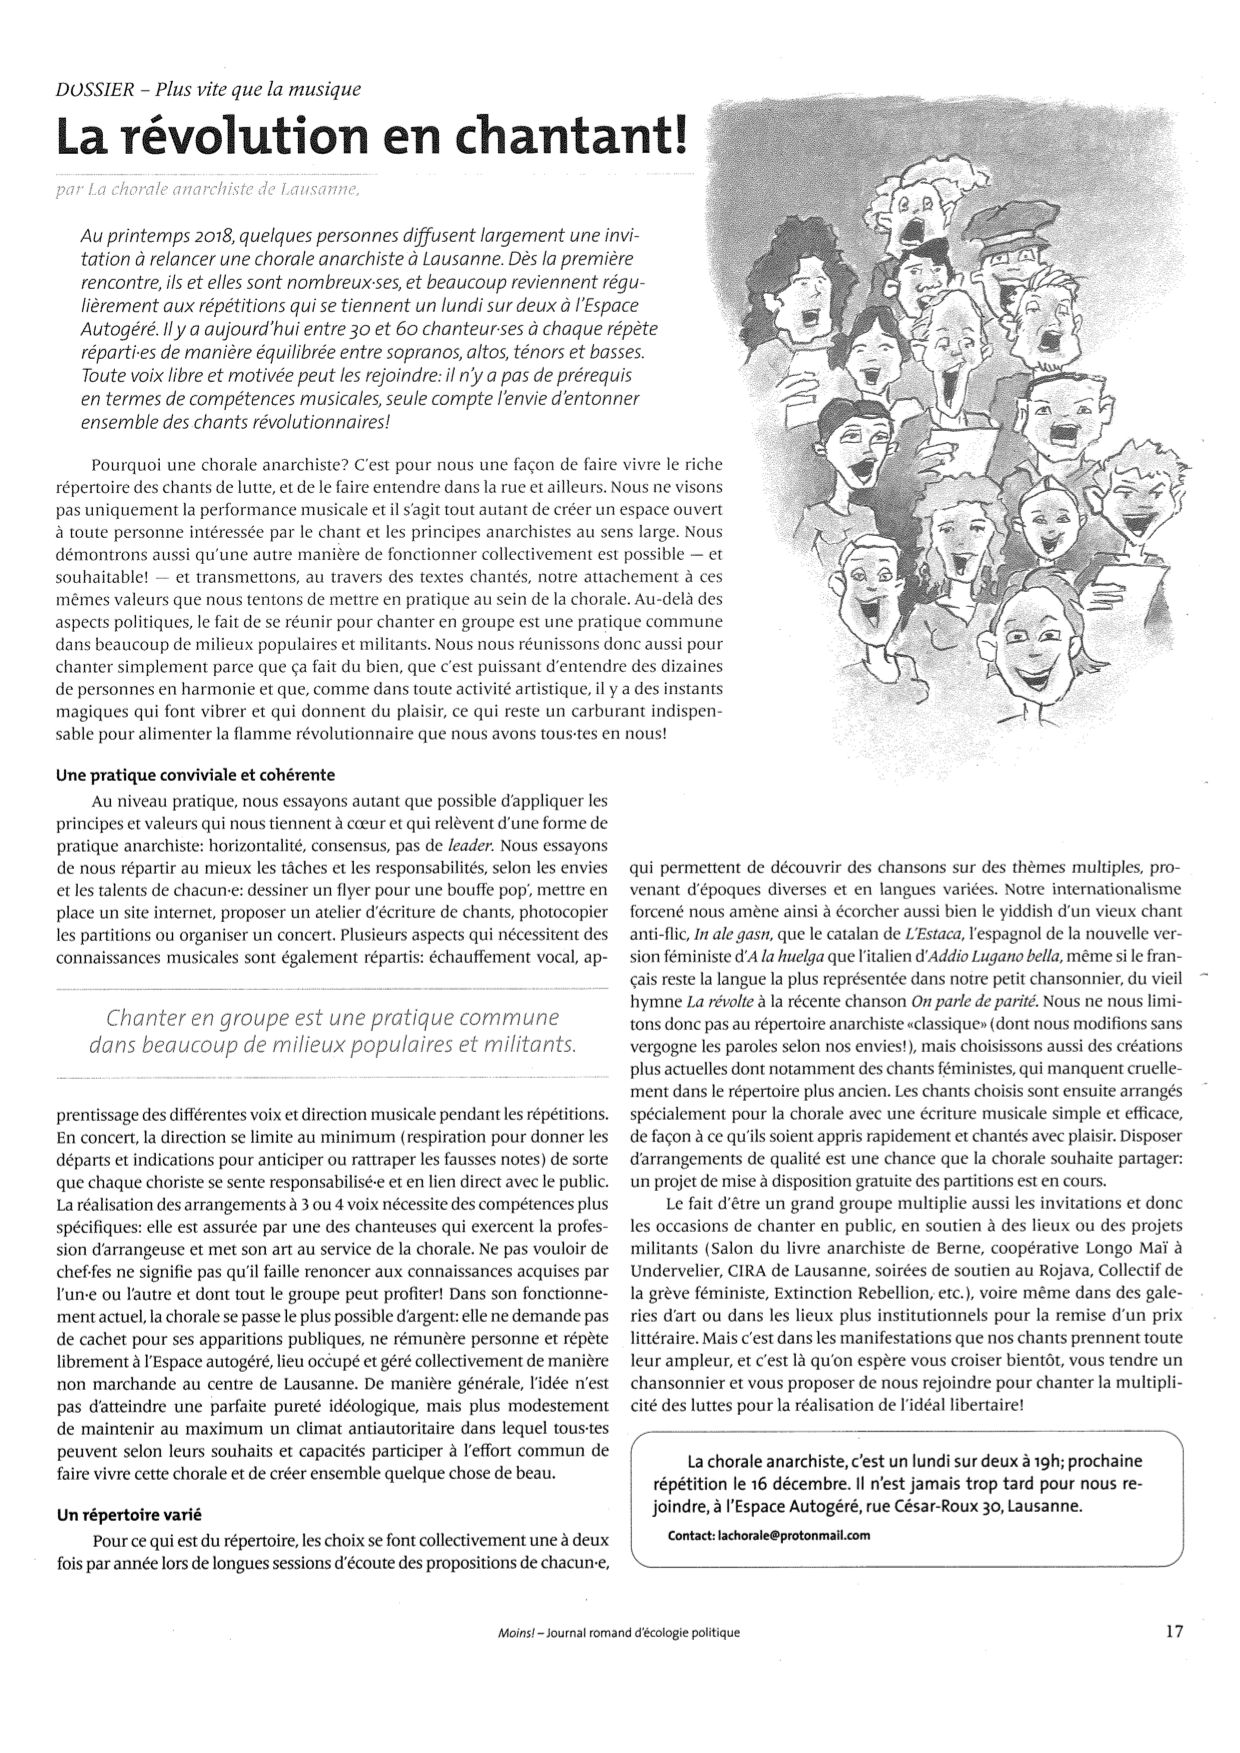 DOSSIER – Plus vite que la musique
La révolution en chantant!
par La chorale anarchiste de Lausanne,
Au printemps 2018, quelques personnes diffusent largement une invi-
tation à relancer une chorale anarchiste à Lausanne. Dès la première
rencontre, ils et elles sont nombreux·ses, et beaucoup reviennent régu-
lièrement aux répétitions qui se tiennent un lundi sur deux à l'Espace
Autogéré. Il y a aujourd'hui entre 30 et 60 chanteur·ses à chaque répète
réparti·es de manière équilibrée entre sopranos, altos, ténors et basses.
Toute voix libre et motivée peut les rejoindre: il n'y a pas de prérequis
en termes de compétences musicales, seule compte l'envie d'entonner
ensemble des chants révolutionnaires!
Pourquoi une chorale anarchiste? C'est pour nous une façon de faire vivre le riche
répertoire des chants de lutte, et de le faire entendre dans la rue et ailleurs. Nous ne visons
pas uniquement la performance musicale et il s'agit tout autant de créer un espace ouvert
à toute personne intéressée par le chant et les principes anarchistes au sens large. Nous
démontrons aussi qu'une autre manière de fonctionner collectivement est possible — et
souhaitable! — et transmettons, au travers des textes chantés, notre attachement à ces
mêmes valeurs que nous tentons de mettre en pratique au sein de la chorale. Au-delà des
aspects politiques, le fait de se réunir pour chanter en groupe est une pratique commune
dans beaucoup de milieux populaires et militants. Nous nous réunissons donc aussi pour
chanter simplement parce que ça fait du bien, que c'est puissant d'entendre des dizaines
de personnes en harmonie et que, comme dans toute activité artistique, il y a des instants
magiques qui font vibrer et qui donnent du plaisir, ce qui reste un carburant indispen-
sable pour alimenter la flamme révolutionnaire que nous avons tous·tes en nous!
Une pratique conviviale et cohérente
Au niveau pratique, nous essayons autant que possible d'appliquer les
principes et valeurs qui nous tiennent à cœur et qui relèvent d'une forme de
pratique anarchiste: horizontalité, consensus, pas de leader. Nous essayons
de nous répartir au mieux les tâches et les responsabilités, selon les envies
et les talents de chacun·e: dessiner un flyer pour une bouffe pop', mettre en
place un site internet, proposer un atelier d'écriture de chants, photocopier
les partitions ou organiser un concert. Plusieurs aspects qui nécessitent des
connaissances musicales sont également répartis: échauffement vocal, ap-
Chanter en groupe est une pratique commune
dans beaucoup de milieux populaires et militants.
prentissage des différentes voix et direction musicale pendant les répétitions.
En concert, la direction se limite au minimum (respiration pour donner les
départs et indications pour anticiper ou rattraper les fausses notes) de sorte
que chaque choriste se sente responsabilisé·e et en lien direct avec le public.
La réalisation des arrangements à 3 ou 4 voix nécessite des compétences plus
spécifiques: elle est assurée par une des chanteuses qui exercent la profes-
sion d'arrangeuse et met son art au service de la chorale. Ne pas vouloir de
chef·fes ne signifie pas qu'il faille renoncer aux connaissances acquises par
l'un·e ou l'autre et dont tout le groupe peut profiter! Dans son fonctionne-
ment actuel, la chorale se passe le plus possible d'argent: elle ne demande pas
de cachet pour ses apparitions publiques, ne rémunère personne et répète
librement à l'Espace autogéré, lieu occupé et géré collectivement de manière
non marchande au centre de Lausanne. De manière générale, l'idée n'est
pas d'atteindre une parfaite pureté idéologique, mais plus modestement
de maintenir au maximum un climat antiautoritaire dans lequel tous·tes
peuvent selon leurs souhaits et capacités participer à l'effort commun de
faire vivre cette chorale et de créer ensemble quelque chose de beau.
Un répertoire varié
Pour ce qui est du répertoire, les choix se font collectivement une à deux
fois par année lors de longues sessions d'écoute des propositions de chacun·e,
qui permettent de découvrir des chansons sur des thèmes multiples, pro-
venant d'époques diverses et en langues variées. Notre internationalisme
forcené nous amène ainsi à écorcher aussi bien le yiddish d'un vieux chant
anti-flic, In ale gasn, que le catalan de L'Estaca, l'espagnol de la nouvelle ver-
sion féministe d'A la huelga que l'italien d'Addio Lugano bella, même si le fran-
çais reste la langue la plus représentée dans notre petit chansonnier, du vieil
hymne La révolte à la récente chanson On parle de parité. Nous ne nous limi-
tons donc pas au répertoire anarchiste «classique» (dont nous modifions sans
vergogne les paroles selon nos envies!), mais choisissons aussi des créations
plus actuelles dont notamment des chants féministes, qui manquent cruelle-
ment dans le répertoire plus ancien. Les chants choisis sont ensuite arrangés
spécialement pour la chorale avec une écriture musicale simple et efficace,
de façon à ce qu'ils soient appris rapidement et chantés avec plaisir. Disposer
d'arrangements de qualité est une chance que la chorale souhaite partager:
un projet de mise à disposition gratuite des partitions est en cours.
Le fait d'être un grand groupe multiplie aussi les invitations et donc
les occasions de chanter en public, en soutien à des lieux ou des projets
militants (Salon du livre anarchiste de Berne, coopérative Longo Maï à
Undervelier, CIRA de Lausanne, soirées de soutien au Rojava, Collectif de
la grève féministe, Extinction Rebellion, etc.), voire même dans des gale-
ries d'art ou dans les lieux plus institutionnels pour la remise d'un prix
littéraire. Mais c'est dans les manifestations que nos chants prennent toute
leur ampleur, et c'est là qu'on espère vous croiser bientôt, vous tendre un
chansonnier et vous proposer de nous rejoindre pour chanter la multipli-
cité des luttes pour la réalisation de l'idéal libertaire!
La chorale anarchiste, c'est un lundi sur deux à 19h; prochaine
répétition le 16 décembre. Il n'est jamais trop tard pour nous re-
joindre, à l'Espace Autogéré, rue César-Roux 30, Lausanne.
Contact: lachorale@protonmail.com
Moins! – Journal romand d'écologie politique
17